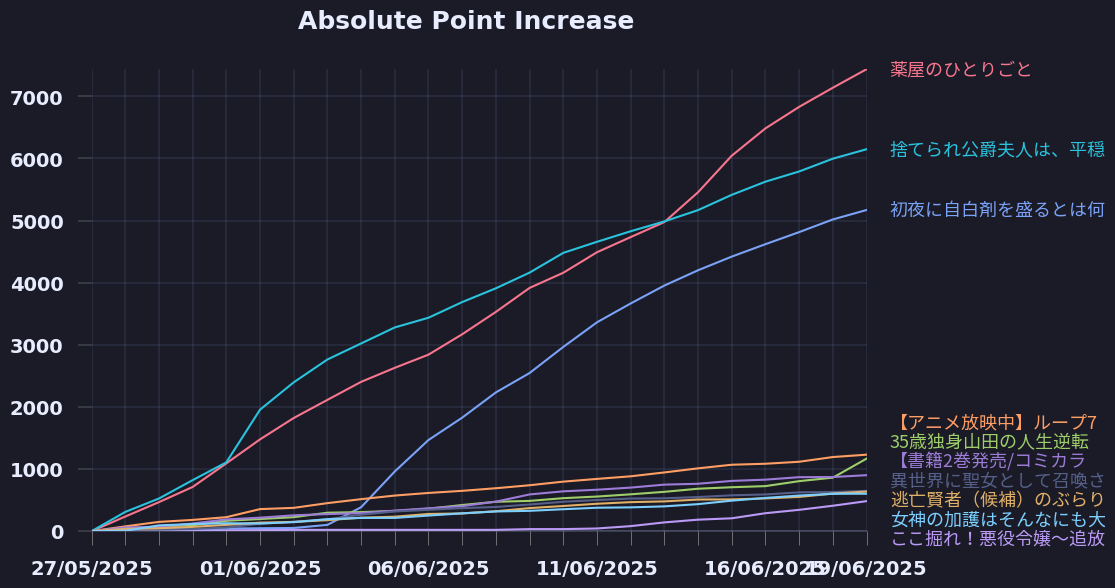 Absolute Point Increase
7000
6000
5000
4000
3000
2000
1000
0
薬屋のひとりごと
捨てられ公爵夫人は、平穏
初夜に自白剤を盛るとは何
【アニメ放映中】ループ7
35歳独身山田の人生逆転
【書籍2巻発売/コミカラ
異世界に聖女として召喚さ
逃亡賢者（候補）のぶらり
女神の加護はそんなにも大
ここ掘れ！悪役令嬢〜追放
27/05/2025 01/06/2025 06/06/2025 11/06/2025 16/06/2025 19/06/2025